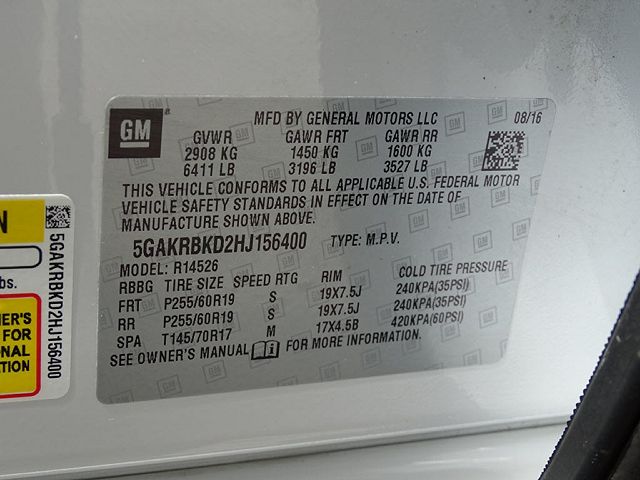 GM
MFD BY GENERAL MOTORS LLC
08/16
GVWR GAWR FRT GAWR RR
2908 KG 1450 KG 1600 KG
6411 LB 3196 LB 3527 LB
THIS VEHICLE CONFORMS TO ALL APPLICABLE U.S. FEDERAL MOTOR
VEHICLE SAFETY STANDARDS IN EFFECT ON THE DATE OF
MANUFACTURE SHOWN ABOVE.
5GAKRBKD2HJ156400 TYPE: M.P.V.
MODEL: R14526
RBBG TIRE SIZE SPEED RTG RIM COLD TIRE PRESSURE
FRT P255/60R19 S 19X7.5J 240KPA(35PSI)
RR P255/60R19 S 19X7.5J 240KPA(35PSI)
SPA T145/70R17 M 17X4.5B 420KPA(60PSI)
SEE OWNER'S MANUAL FOR MORE INFORMATION.
5GAKRBKD2HJ156400
FOR